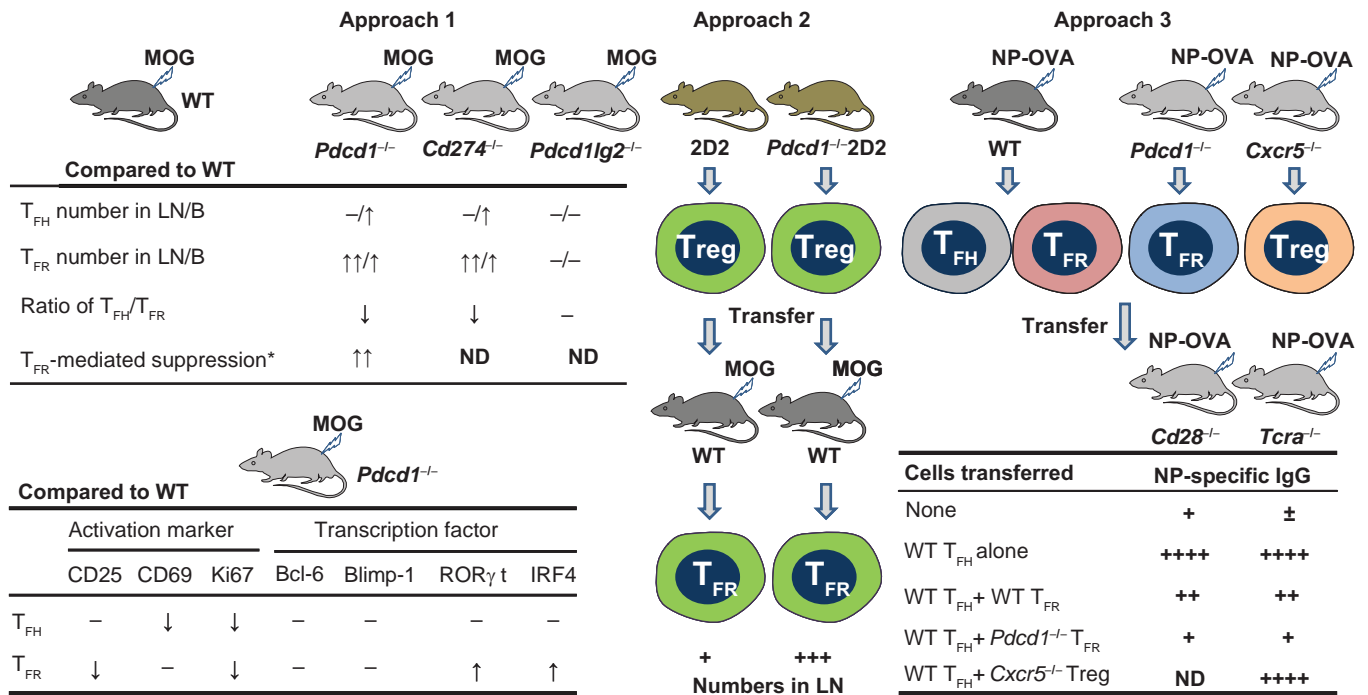 Approach 1
MOG
WT
MOG
MOG
MOG
Pdcd1–/–
Cd274–/–
Pdcd1lg2–/–
Compared to WT
TFH number in LN/B –/↑ –/↑ –/–
TFR number in LN/B ↑↑/↑ ↑↑/↑ –/–
Ratio of TFH/TFR ↓ ↓ –
TFR-mediated suppression* ↑↑ ND ND
MOG
Pdcd1–/–
Compared to WT
Activation marker Transcription factor
CD25 CD69 Ki67 Bcl-6 Blimp-1 RORγ t IRF4
TFH – ↓ ↓ – – – –
TFR ↓ – ↓ – – ↑ ↑
Approach 2
2D2 Pdcd1–/–2D2
Treg Treg
Transfer
MOG MOG
WT WT
TFR TFR
+ +++
Numbers in LN
Approach 3
NP-OVA NP-OVA NP-OVA
WT Pdcd1–/– Cxcr5–/–
TFH TFR TFR Treg
Transfer
NP-OVA NP-OVA
Cd28–/– Tcra–/–
Cells transferred NP-specific IgG
None + ±
WT TFH alone ++++ ++++
WT TFH+ WT TFR ++ ++
WT TFH+ Pdcd1–/– TFR + +
WT TFH+ Cxcr5–/– Treg ND ++++